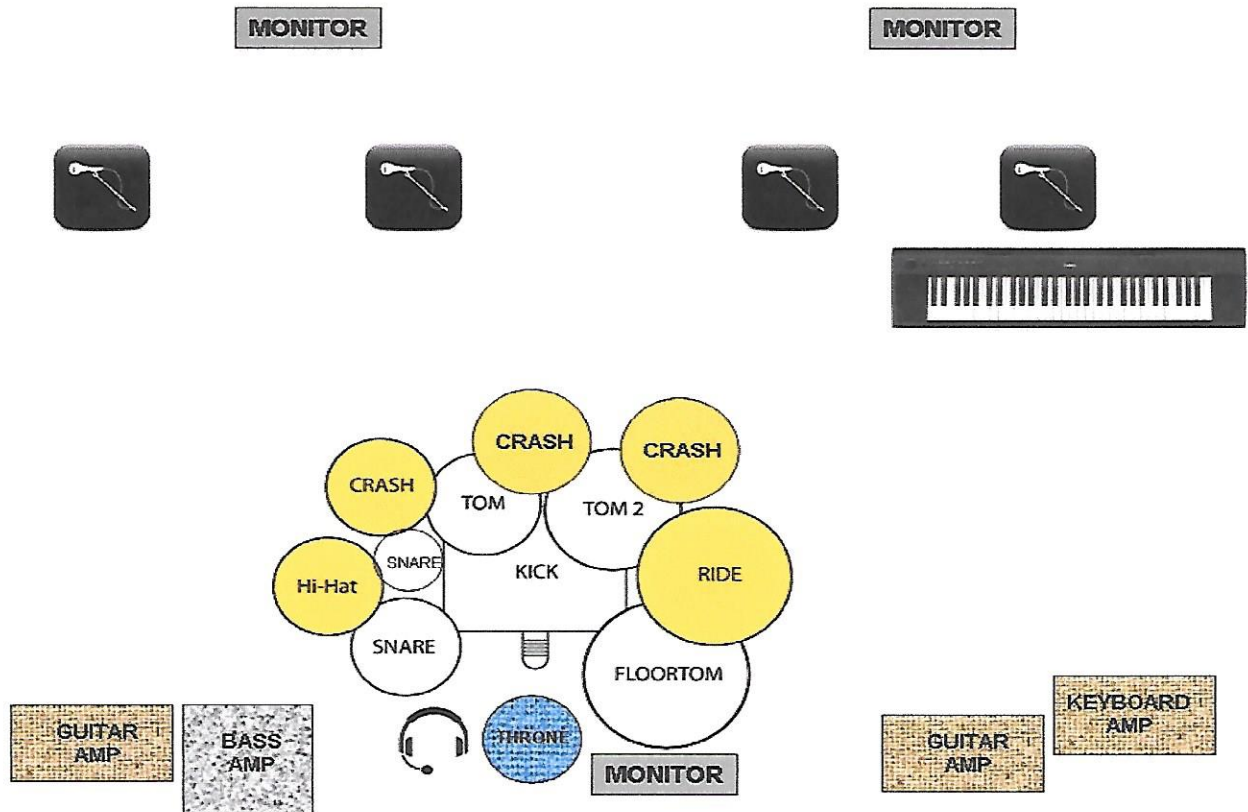 MONITOR
MONITOR
CRASH
CRASH
CRASH
TOM
TOM 2
SNARE
KICK
RIDE
Hi-Hat
SNARE
FLOORTOM
GUITAR
AMP
BASS
AMP
THRONE
MONITOR
GUITAR
AMP
KEYBOARD
AMP